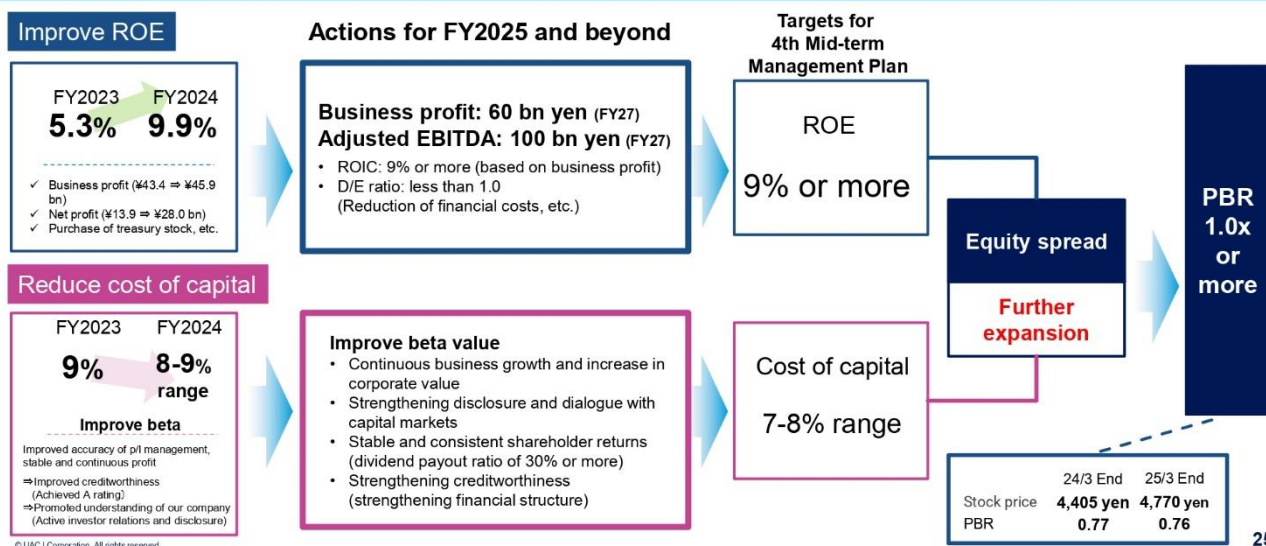 Improve ROE
FY2023 FY2024
5.3% 9.9%
✓ Business profit (¥43.4 ⇒ ¥45.9
bn)
✓ Net profit (¥13.9 ⇒ ¥28.0 bn)
✓ Purchase of treasury stock, etc.
Actions for FY2025 and beyond
Business profit: 60 bn yen (FY27)
Adjusted EBITDA: 100 bn yen (FY27)
• ROIC: 9% or more (based on business profit)
• D/E ratio: less than 1.0
(Reduction of financial costs, etc.)
Targets for
4th Mid-term
Management Plan
ROE
9% or more
Reduce cost of capital
FY2023 FY2024
9% 8-9%
range
Improve beta
Improved accuracy of p/l management,
stable and continuous profit
⇒Improved creditworthiness
(Achieved A rating)
⇒Promoted understanding of our company
(Active investor relations and disclosure)
Improve beta value
• Continuous business growth and increase in
corporate value
• Strengthening disclosure and dialogue with
capital markets
• Stable and consistent shareholder returns
(dividend payout ratio of 30% or more)
• Strengthening creditworthiness
(strengthening financial structure)
Cost of capital
7-8% range
Equity spread
Further
expansion
PBR
1.0x
or
more
24/3 End 25/3 End
Stock price 4,405 yen 4,770 yen
PBR 0.77 0.76
© UACJ Corporation. All rights reserved.
25